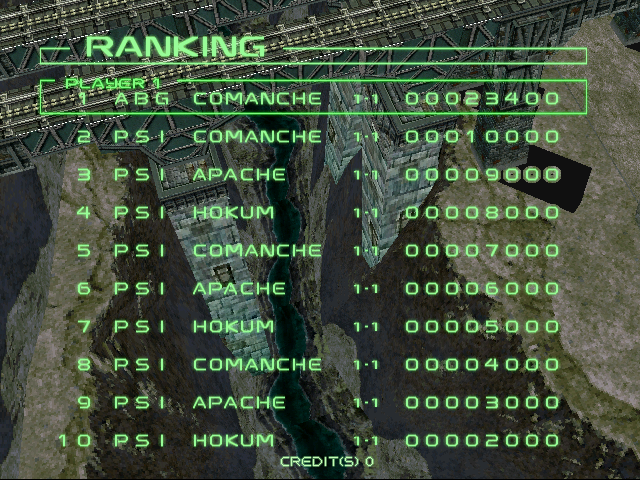 RANKING
PLAYER 1
1 ABG COMANCHE 1-1 00023400
2 PSI COMANCHE 1-1 00010000
3 PSI APACHE 1-1 00009000
4 PSI HOKUM 1-1 00008000
5 PSI COMANCHE 1-1 00007000
6 PSI APACHE 1-1 00006000
7 PSI HOKUM 1-1 00005000
8 PSI COMANCHE 1-1 00004000
9 PSI APACHE 1-1 00003000
10 PSI HOKUM 1-1 00002000
CREDIT(S) 0